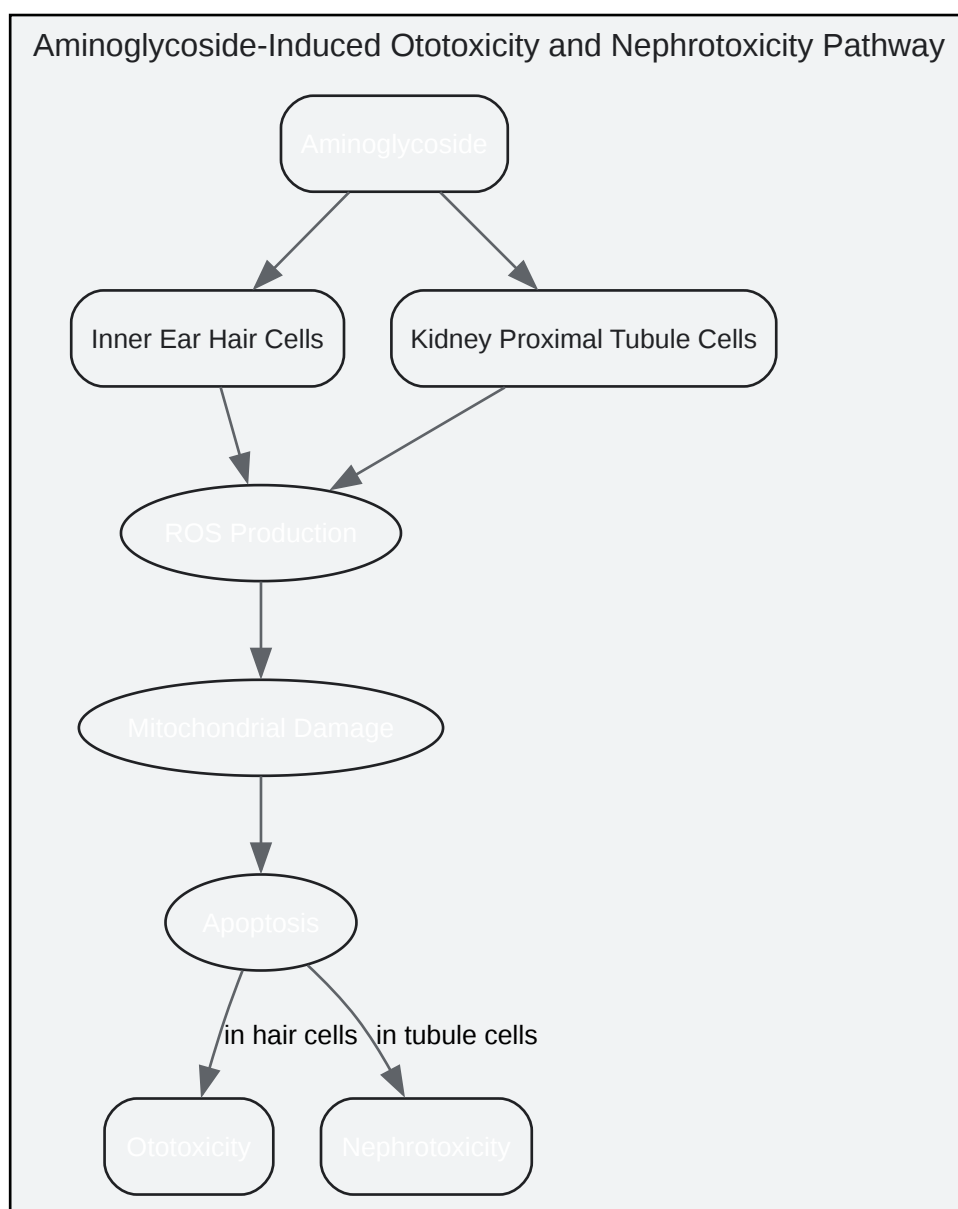 Aminoglycoside-Induced Ototoxicity and Nephrotoxicity Pathway
Aminoglycoside
Inner Ear Hair Cells
Kidney Proximal Tubule Cells
ROS Production
Mitochondrial Damage
Apoptosis
in hair cells
in tubule cells
Ototoxicity
Nephrotoxicity